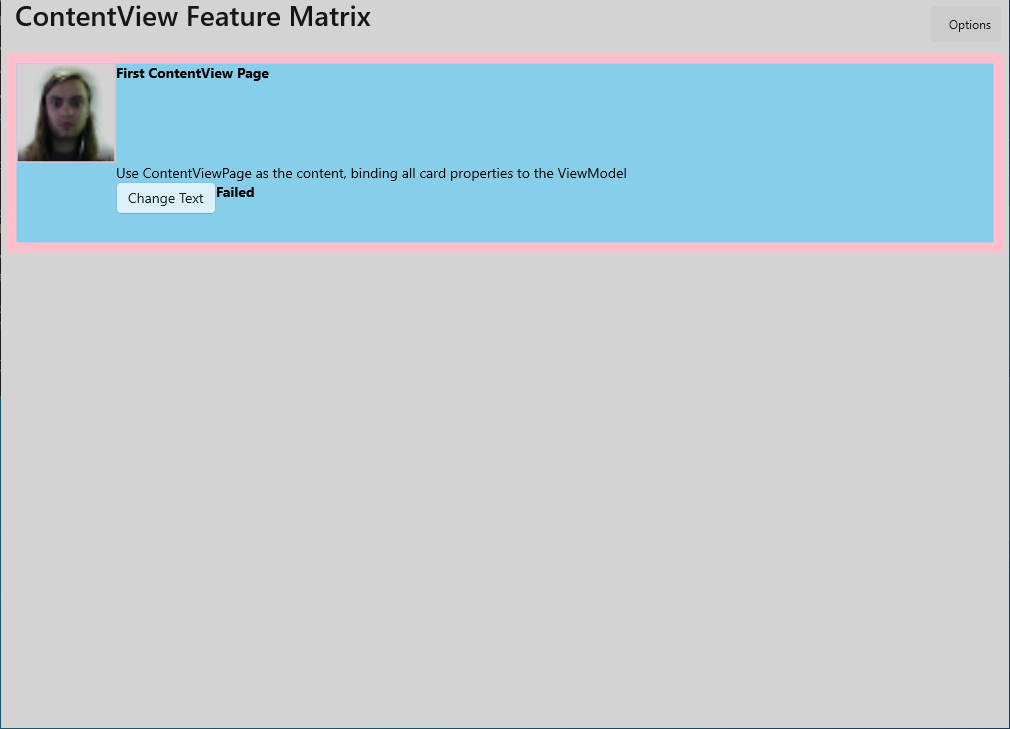 ContentView Feature Matrix
Options
First ContentView Page
Use ContentViewPage as the content, binding all card properties to the ViewModel
Change Text
Failed